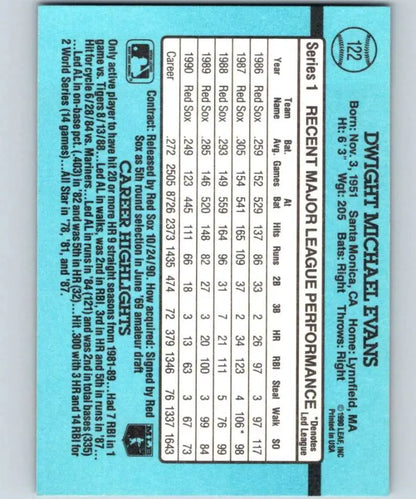 122
DWIGHT MICHAEL EVANS
Born: Nov. 3, 1951 Santa Monica, CA Home: Lynnfield, MA
Ht: 6'3" Wgt: 205 Bats: Right Throws: Right
© 1990 LEAF, INC.
Printed in USA
Series 1 RECENT MAJOR LEAGUE PERFORMANCE *Denotes Led League
Team Bat. At
Year Name Avg. Games Bat Hits Runs 2B 3B HR RBI Steal Walk SO
1986 Red Sox .259 152 529 137 86 33 2 26 97 3 97 117
1987 Red Sox .305 154 541 165 109 37 2 34 123 4 106* 98
1988 Red Sox .293 149 559 164 96 31 7 21 111 5 76 99
1989 Red Sox .285 146 520 148 82 27 3 20 100 3 99 84
1990 Red Sox .249 123 445 111 66 18 3 13 63 3 67 73
Career .272 2505 8726 2373 1435 474 72 379 1346 76 1337 1643
Contract: Released by Red Sox 10/24/90. How acquired: Signed by Red
Sox as 5th round selection in June '69 amateur draft
CAREER HIGHLIGHTS
Only active player to have hit 20 or more HR 9 straight seasons from 1981-89...Had 7 RBI in 1
game vs. Tigers 8/13/88...Led AL in walks, was 2nd in RBI, 3rd in HR and 5th in runs in '87...
Hit for cycle 6/28/84 vs. Mariners...Led AL in runs in '84 (121) and was 2nd in total bases (335)
...Led AL in on-base pct. (.403) in '82 and was 5th in HR (32)...Hit .300 with 3 HR and 14 RBI for
2 World Series (14 games)...All Star in '78, '81, and '87.
MLB